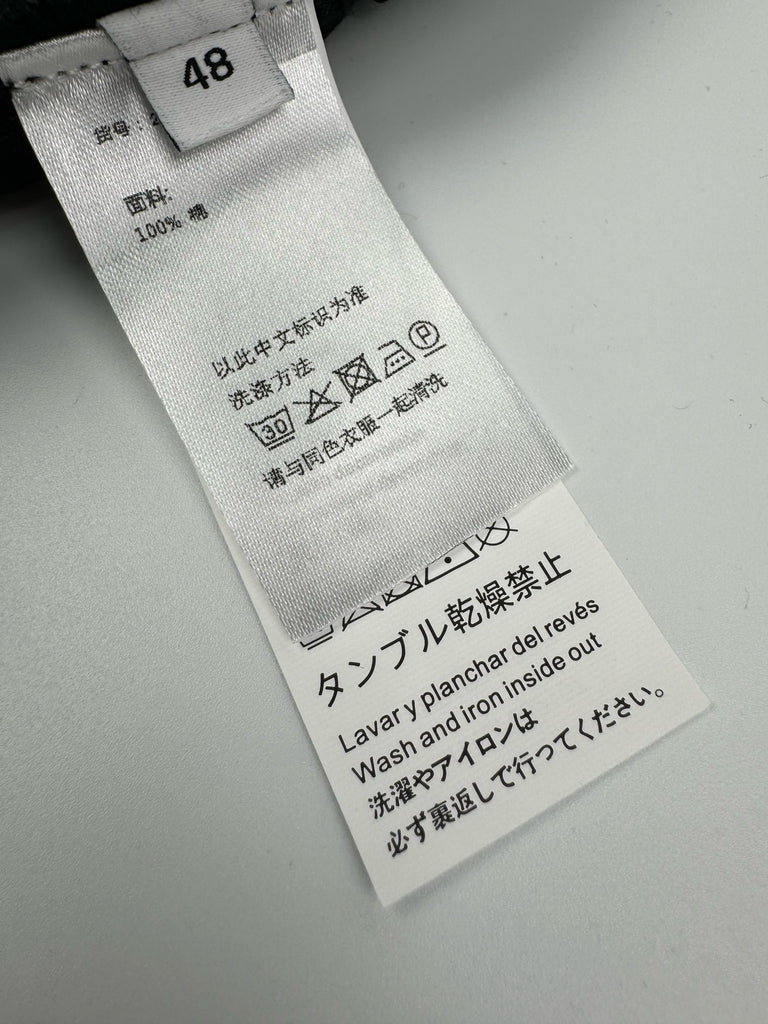 48
货号：2
面料:
100% 棉
以此中文标识为准
洗涤方法
30
P
请与同色衣服一起清洗
タンブル乾燥禁止
Lavar y planchar del revés
Wash and iron inside out
洗濯やアイロンは
必ず裏返しで行ってください。